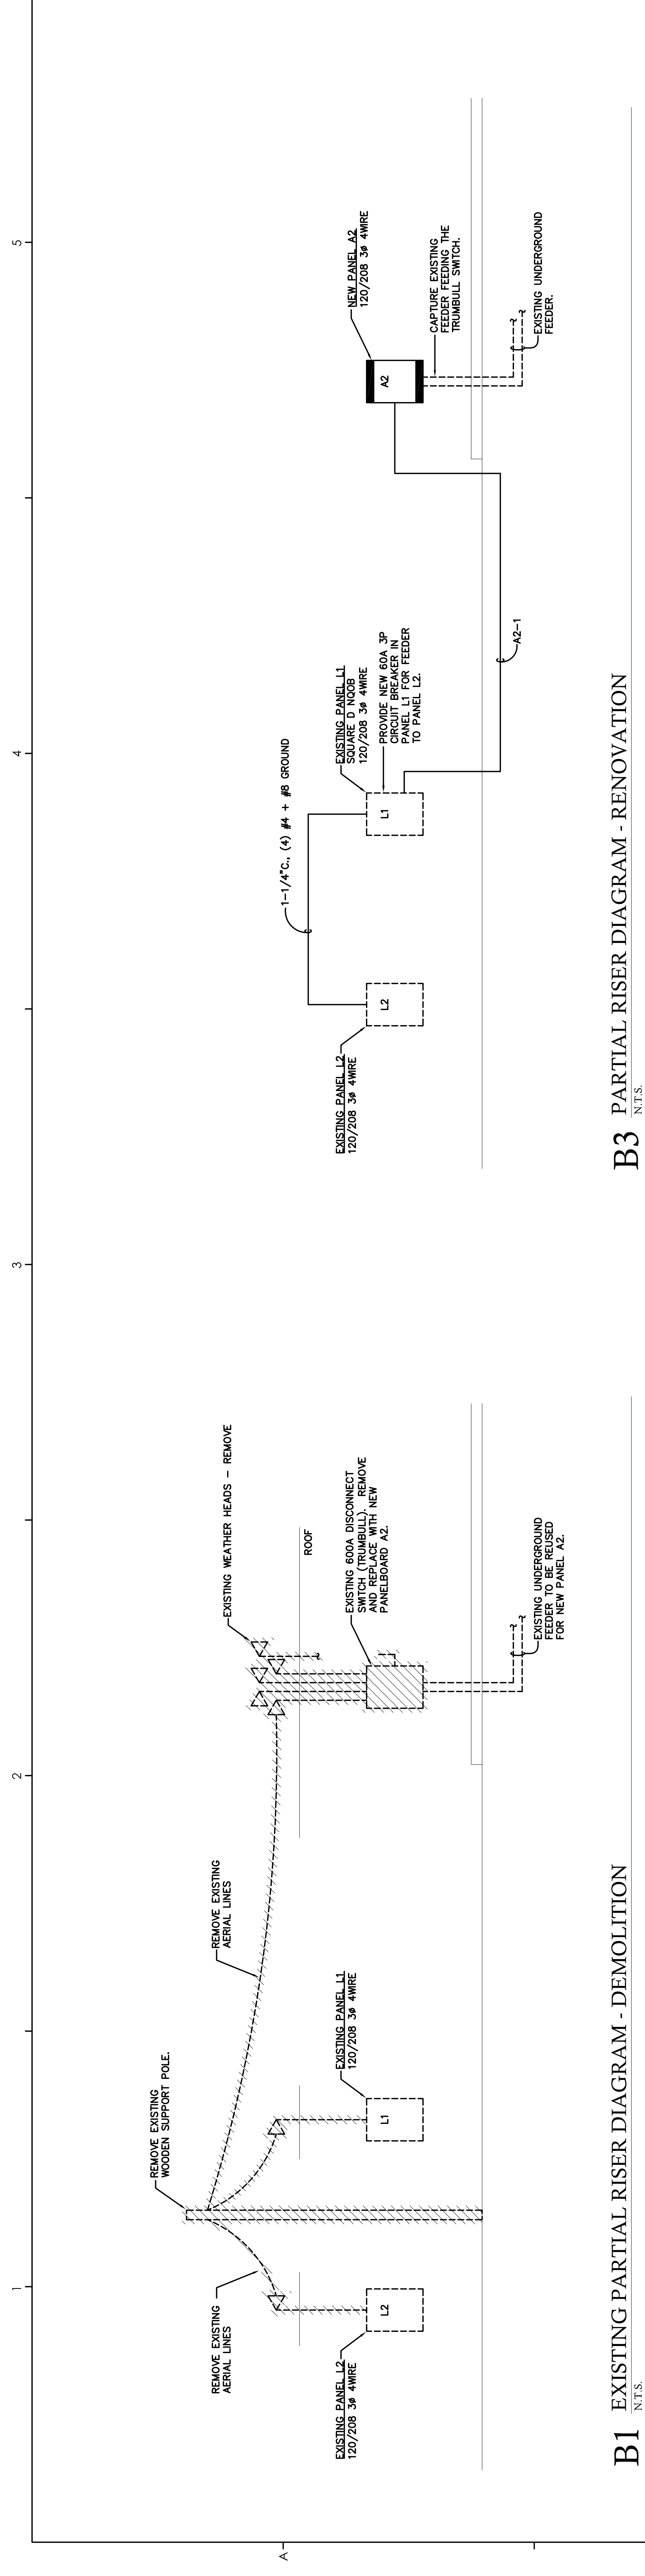 1
2
3
4
5
A
REMOVE EXISTING
WOODEN SUPPORT POLE.
REMOVE EXISTING
AERIAL LINES
REMOVE EXISTING
AERIAL LINES
EXISTING WEATHER HEADS – REMOVE
ROOF
EXISTING PANEL L2
120/208 3ø 4WIRE
L2
EXISTING PANEL L1
120/208 3ø 4WIRE
L1
EXISTING 600A DISCONNECT
SWITCH (TRUMBULL). REMOVE
AND REPLACE WITH NEW
PANELBOARD A2.
EXISTING UNDERGROUND
FEEDER TO BE REUSED
FOR NEW PANEL A2.
B1 EXISTING PARTIAL RISER DIAGRAM - DEMOLITION
N.T.S.
1-1/4"C., (4) #4 + #8 GROUND
EXISTING PANEL L2
120/208 3ø 4WIRE
L2
EXISTING PANEL L1
SQUARE D NQOB
120/208 3ø 4WIRE
L1
PROVIDE NEW 60A 3P
CIRCUIT BREAKER IN
PANEL L1 FOR FEEDER
TO PANEL L2.
NEW PANEL A2
120/208 3ø 4WIRE
A2
CAPTURE EXISTING
FEEDER FEEDING THE
TRUMBULL SWITCH.
A2-1
EXISTING UNDERGROUND
FEEDER.
B3 PARTIAL RISER DIAGRAM - RENOVATION
N.T.S.